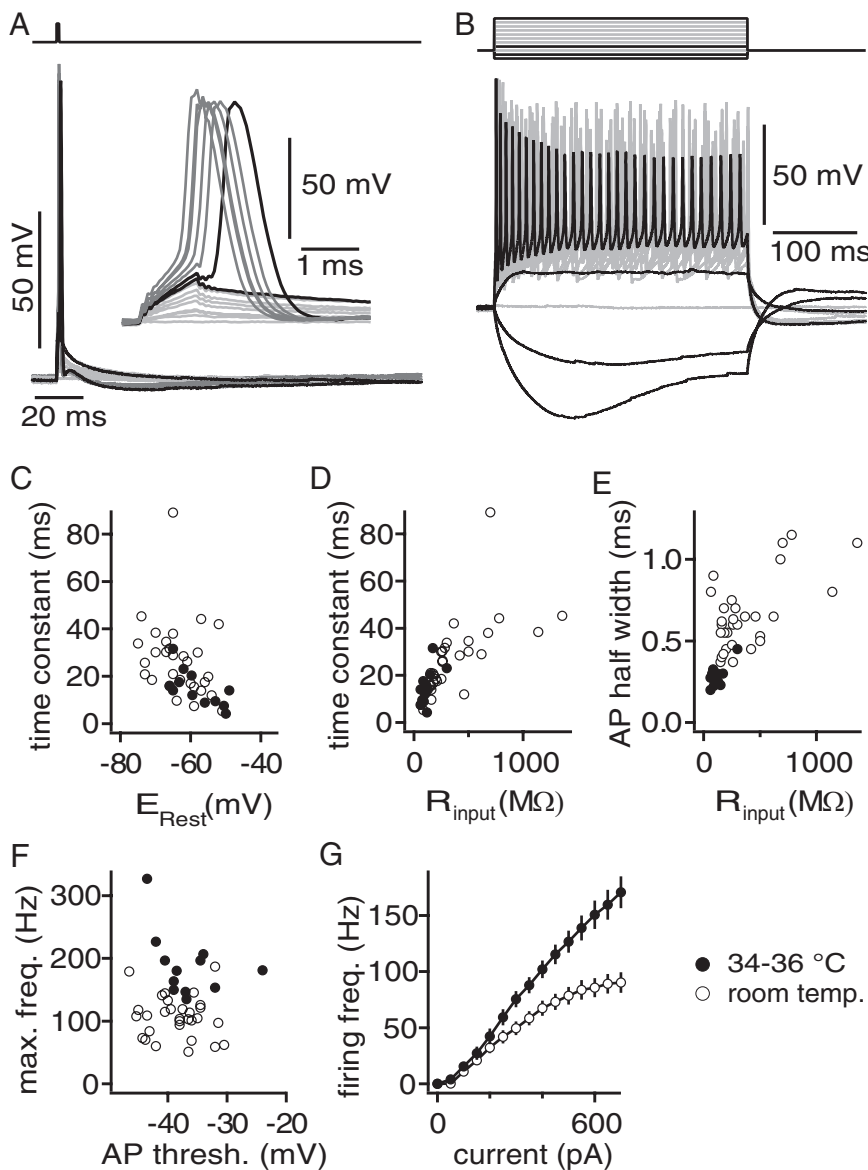 A
50 mV
20 ms
50 mV
1 ms
B
50 mV
100 ms
C
time constant (ms)
80
60
40
20
0
-80
-60
-40
E_Rest(mV)
D
time constant (ms)
80
60
40
20
0
0
1000
R_input(MΩ)
E
AP half width (ms)
1.0
0.5
0.0
0
1000
R_input(MΩ)
F
max. freq. (Hz)
300
200
100
0
-40
-30
-20
AP thresh. (mV)
G
firing freq. (Hz)
150
100
50
0
0
600
current (pA)
34-36 °C
room temp.